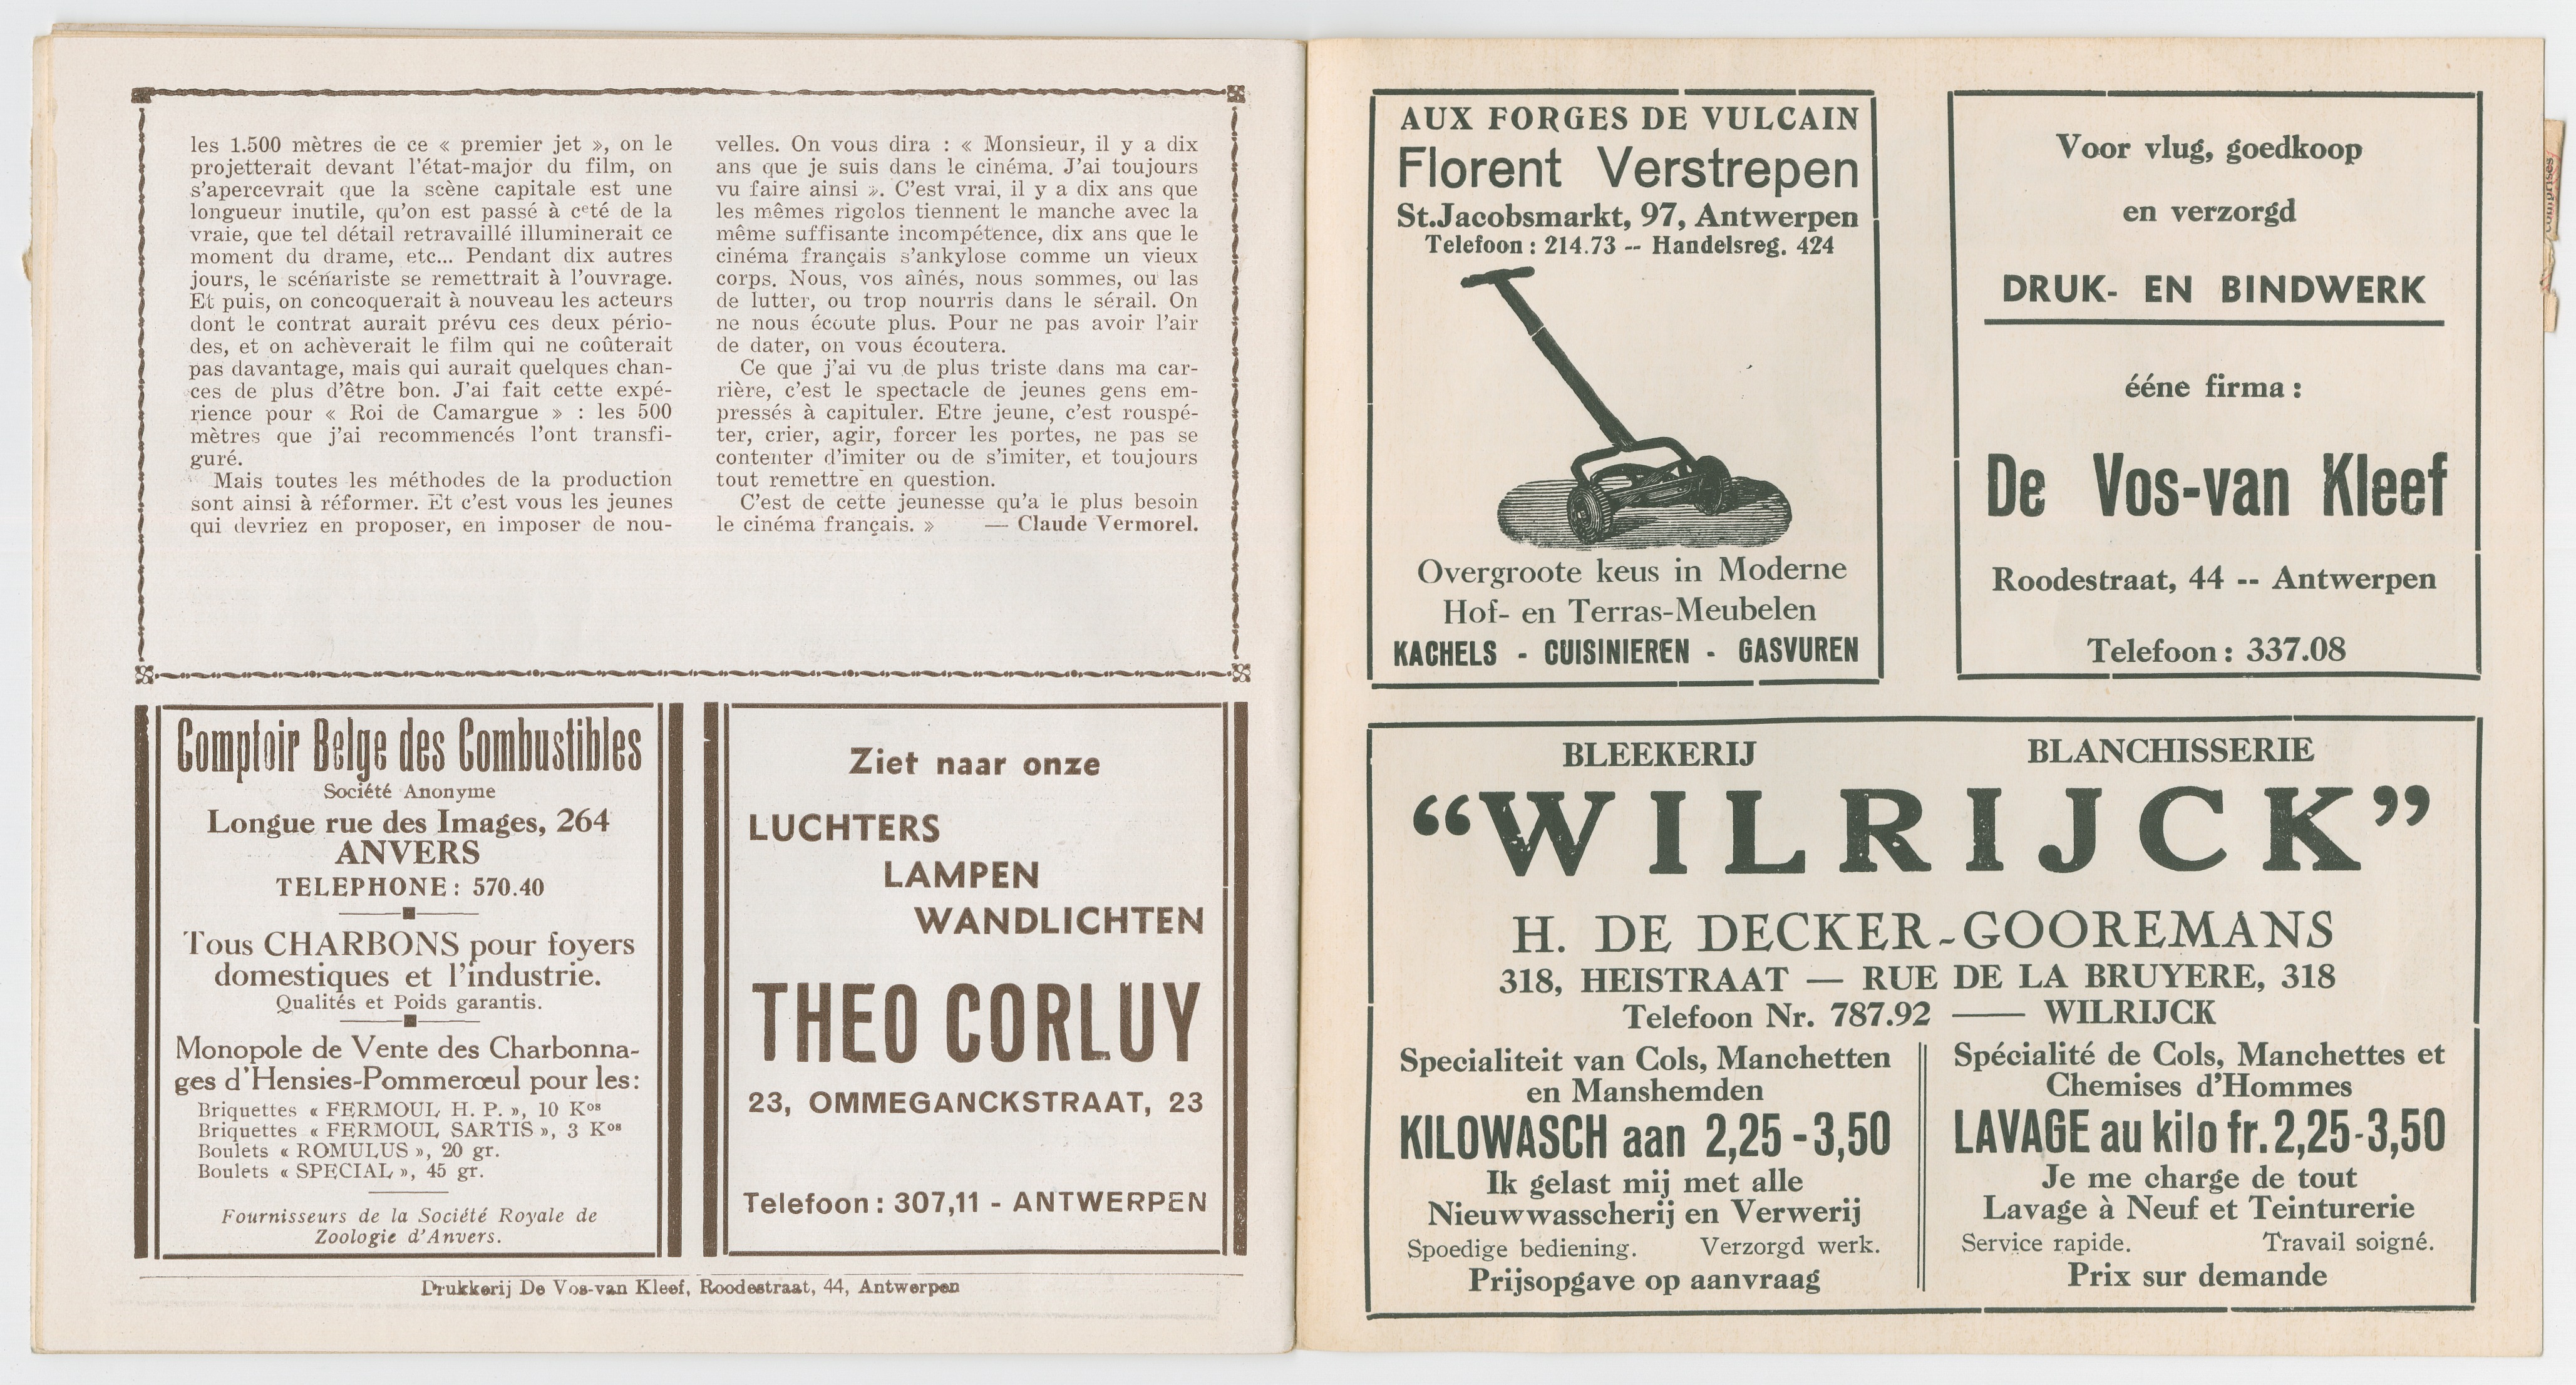 les 1.500 mètres de ce « premier jet », on le
projetterait devant l'état-major du film, on
s'apercevrait que la scène capitale est une
longueur inutile, qu'on est passé à ceté de la
vraie, que tel détail retravaillé illuminerait ce
moment du drame, etc... Pendant dix autres
jours, le scénariste se remettrait à l'ouvrage.
Et puis, on concoquerait à nouveau les acteurs
dont le contrat aurait prévu ces deux pério-
des, et on achèverait le film qui ne coûterait
pas davantage, mais qui aurait quelques chan-
ces de plus d'être bon. J'ai fait cette expé-
rience pour « Roi de Camargue » : les 500
mètres que j'ai recommencés l'ont transfi-
guré.
Mais toutes les méthodes de la production
sont ainsi à réformer. Et c'est vous les jeunes
qui devriez en proposer, en imposer de nou-
velles. On vous dira : « Monsieur, il y a dix
ans que je suis dans le cinéma. J'ai toujours
vu faire ainsi ». C'est vrai, il y a dix ans que
les mêmes rigolos tiennent le manche avec la
même suffisante incompétence, dix ans que le
cinéma français s'ankylose comme un vieux
corps. Nous, vos aînés, nous sommes, ou las
de lutter, ou trop nourris dans le sérail. On
ne nous écoute plus. Pour ne pas avoir l'air
de dater, on vous écoutera.
Ce que j'ai vu de plus triste dans ma car-
rière, c'est le spectacle de jeunes gens em-
pressés à capituler. Etre jeune, c'est rouspé-
ter, crier, agir, forcer les portes, ne pas se
contenter d'imiter ou de s'imiter, et toujours
tout remettre en question.
C'est de cette jeunesse qu'a le plus besoin
le cinéma français. » — Claude Vermorel.
Comptoir Belge des Combustibles
Société Anonyme
Longue rue des Images, 264
ANVERS
TELEPHONE : 570.40
Tous CHARBONS pour foyers
domestiques et l'industrie.
Qualités et Poids garantis.
Monopole de Vente des Charbonna-
ges d'Hensies-Pommerœul pour les :
Briquettes « FERMOUL H. P. », 10 Kos
Briquettes « FERMOUL SARTIS », 3 Kos
Boulets « ROMULUS », 20 gr.
Boulets « SPECIAL », 45 gr.
Fournisseurs de la Société Royale de
Zoologie d'Anvers.
Ziet naar onze
LUCHTERS
LAMPEN
WANDLICHTEN
THEO CORLUY
23, OMMEGANCKSTRAAT, 23
Telefoon : 307,11 - ANTWERPEN
Drukkerij De Vos-van Kleef, Roodestraat, 44, Antwerpen
AUX FORGES DE VULCAIN
Florent Verstrepen
St.Jacobsmarkt, 97, Antwerpen
Telefoon : 214.73 -- Handelsreg. 424
Overgroote keus in Moderne
Hof- en Terras-Meubelen
KACHELS - CUISINIEREN - GASVUREN
Voor vlug, goedkoop
en verzorgd
DRUK- EN BINDWERK
ééne firma :
De Vos-van Kleef
Roodestraat, 44 -- Antwerpen
Telefoon : 337.08
BLEEKERIJ BLANCHISSERIE
“WILRIJCK”
H. DE DECKER-GOOREMANS
318, HEISTRAAT — RUE DE LA BRUYERE, 318
Telefoon Nr. 787.92 — WILRIJCK
Specialiteit van Cols, Manchetten
en Manshemden
KILOWASCH aan 2,25 - 3,50
Ik gelast mij met alle
Nieuwwasscherij en Verwerij
Spoedige bediening. Verzorgd werk.
Prijsopgave op aanvraag
Spécialité de Cols, Manchettes et
Chemises d'Hommes
LAVAGE au kilo fr. 2,25-3,50
Je me charge de tout
Lavage à Neuf et Teinturerie
Service rapide. Travail soigné.
Prix sur demande